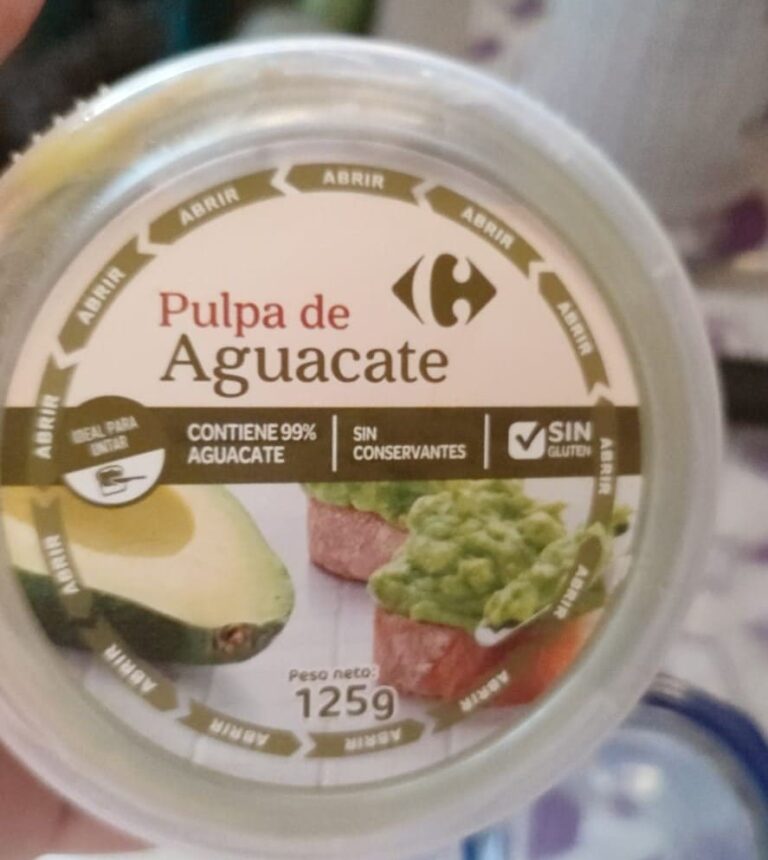 ABRIR
ABRIR
ABRIR
ABRIR
ABRIR
ABRIR
ABRIR
ABRIR
ABRIR
ABRIR
ABRIR
ABRIR
ABRIR
ABRIR
Pulpa de
Aguacate
IDEAL PARA
UNTAR
CONTIENE 99%
AGUACATE
SIN
CONSERVANTES
SIN
GLUTEN
Peso neto:
125g